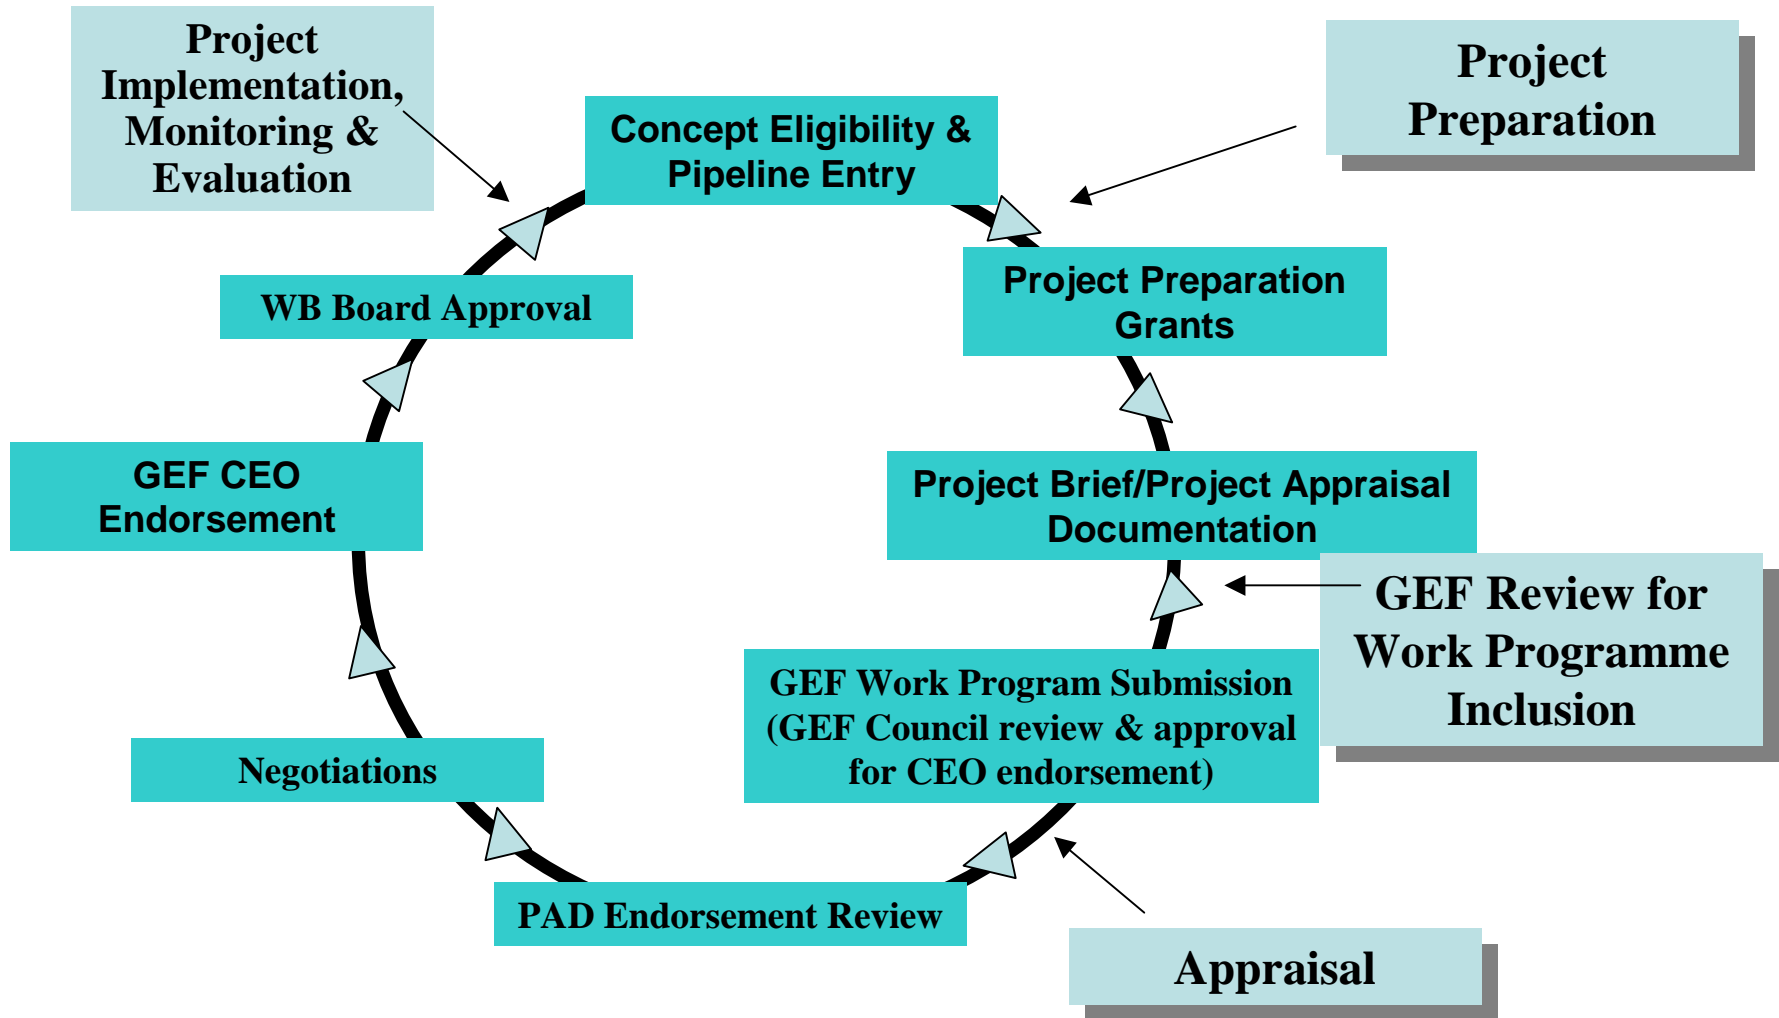 Project
Implementation,
Monitoring &
Evaluation
Concept Eligibility &
Pipeline Entry
Project
Preparation
Project Preparation
Grants
WB Board Approval
GEF CEO
Endorsement
Project Brief/Project Appraisal
Documentation
GEF Review for
Work Programme
Inclusion
GEF Work Program Submission
(GEF Council review & approval
for CEO endorsement)
Negotiations
PAD Endorsement Review
Appraisal